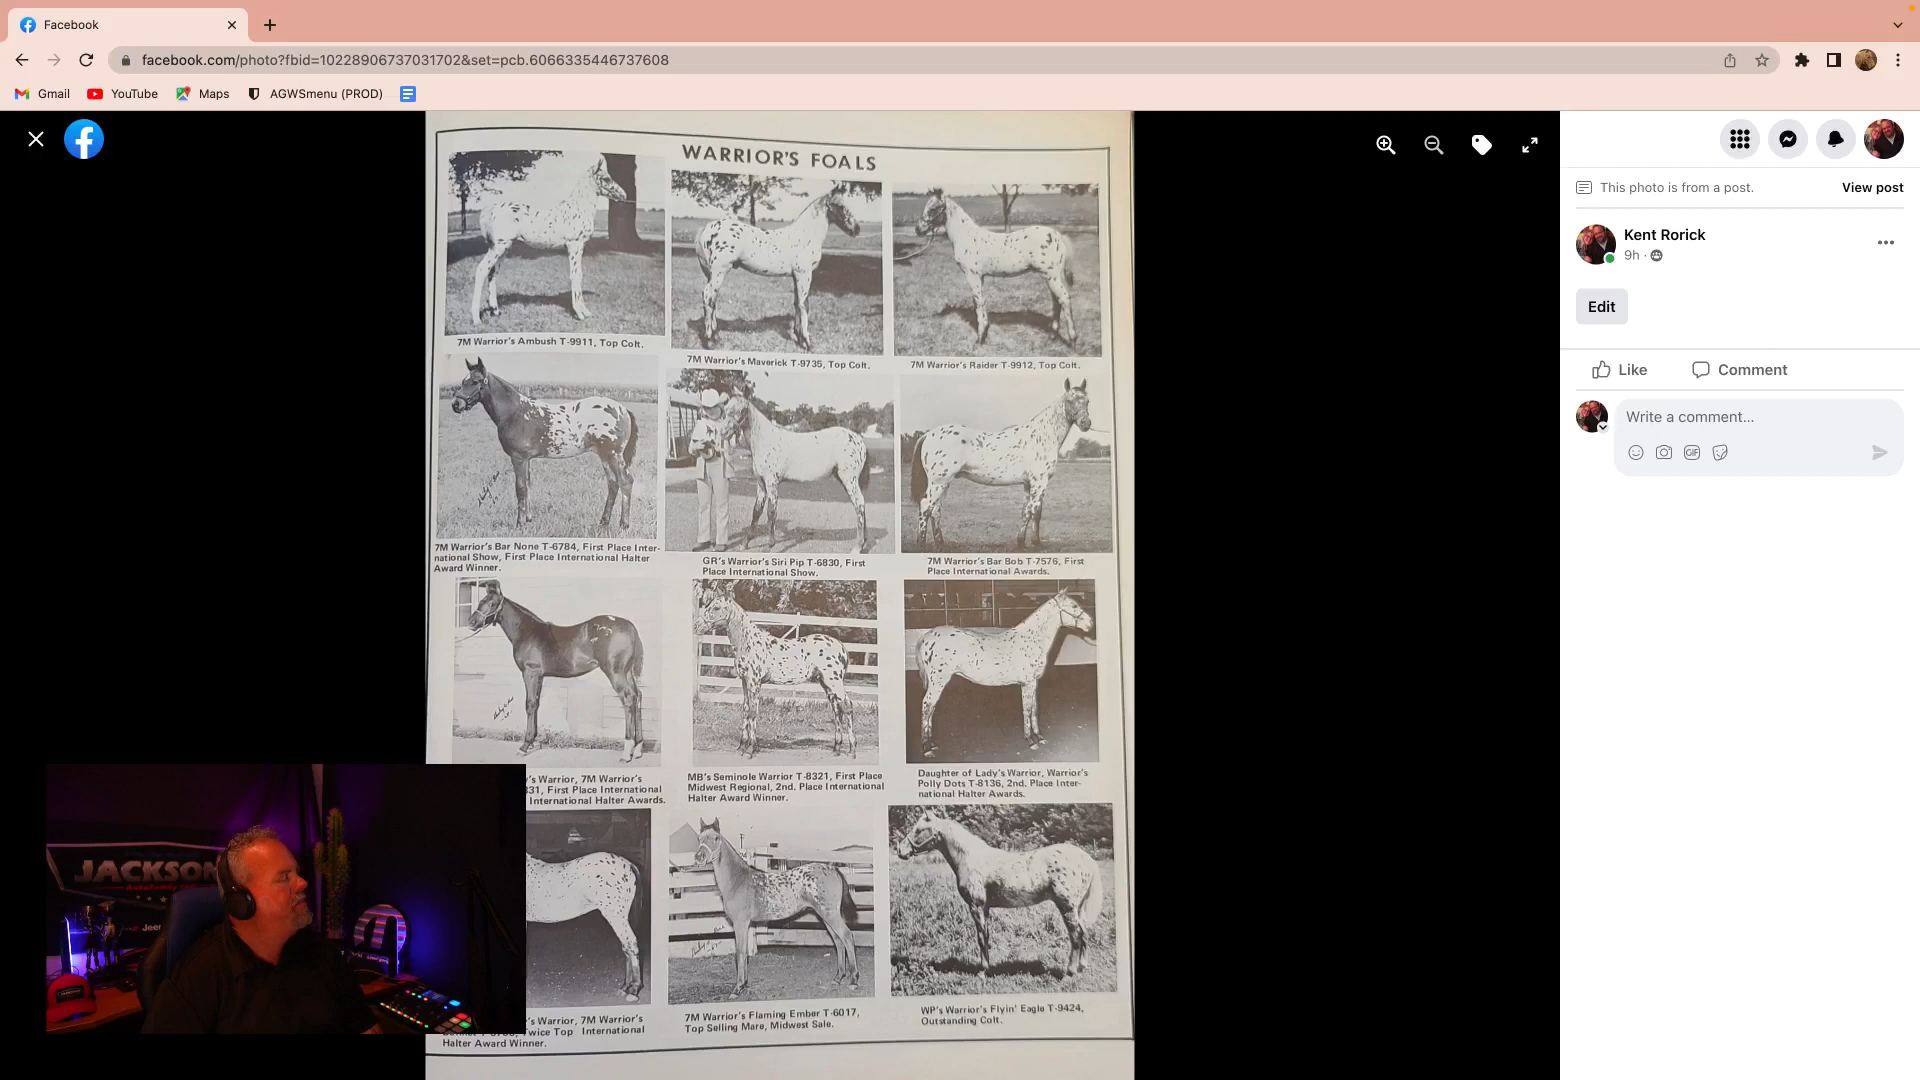 Facebook
facebook.com/photo?fbid=10228906737031702&set=pcb.6066335446737608
Gmail
YouTube
Maps
AGWSmenu (PROD)
WARRIOR'S FOALS
7M Warrior's Ambush T-9911, Top Colt.
7M Warrior's Maverick T-9735, Top Colt.
7M Warrior's Raider T-9912, Top Colt.
7M Warrior's Bar None T-6784, First Place Inter-
national Show, First Place International Halter
Award Winner.
GR's Warrior's Siri Pip T-6830, First
Place International Show.
7M Warrior's Bar Bob T-7576, First
Place International Awards.
's Warrior, 7M Warrior's
331, First Place International
International Halter Awards.
MB's Seminole Warrior T-8321, First Place
Midwest Regional, 2nd. Place International
Halter Award Winner.
Daughter of Lady's Warrior, Warrior's
Polly Dots T-8136, 2nd. Place Inter-
national Halter Awards.
's Warrior, 7M Warrior's
Twice Top International
Halter Award Winner.
7M Warrior's Flaming Ember T-6017,
Top Selling Mare, Midwest Sale.
WP's Warrior's Flyin' Eagle T-9424,
Outstanding Colt.
JACKSON
Jeep
This photo is from a post.
View post
Kent Rorick
9h ·
Edit
Like
Comment
Write a comment...
GIF